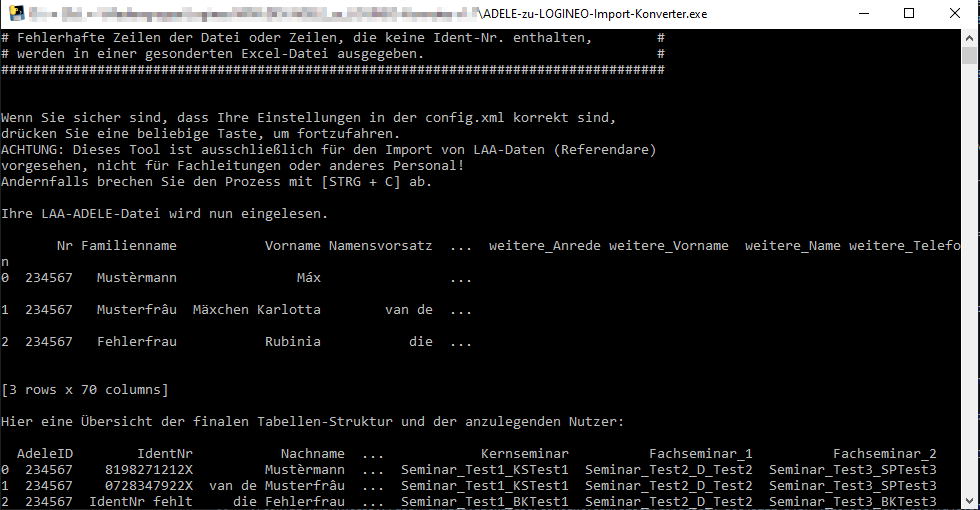 \ADELE-zu-LOGINEO-Import-Konverter.exe
# Fehlerhafte Zeilen der Datei oder Zeilen, die keine Ident-Nr. enthalten, #
# werden in einer gesonderten Excel-Datei ausgegeben. #
###################################################################################
Wenn Sie sicher sind, dass Ihre Einstellungen in der config.xml korrekt sind,
drücken Sie eine beliebige Taste, um fortzufahren.
ACHTUNG: Dieses Tool ist ausschließlich für den Import von LAA-Daten (Referendare)
vorgesehen, nicht für Fachleitungen oder anderes Personal!
Andernfalls brechen Sie den Prozess mit [STRG + C] ab.
Ihre LAA-ADELE-Datei wird nun eingelesen.
Nr Familienname Vorname Namensvorsatz ... weitere_Anrede weitere_Vorname weitere_Name weitere_Telefo
n
0 234567 Mustèrmann Máx ...
1 234567 Musterfrâu Mäxchen Karlotta van de ...
2 234567 Fehlerfrau Rubinia die ...
[3 rows x 70 columns]
Hier eine Übersicht der finalen Tabellen-Struktur und der anzulegenden Nutzer:
AdeleID IdentNr Nachname ... Kernseminar Fachseminar_1 Fachseminar_2
0 234567 8198271212X Mustèrmann ... Seminar_Test1_KSTest1 Seminar_Test2_D_Test2 Seminar_Test3_SPTest3
1 234567 0728347922X van de Musterfrâu ... Seminar_Test1_KSTest1 Seminar_Test2_D_Test2 Seminar_Test3_SPTest3
2 234567 IdentNr fehlt die Fehlerfrau ... Seminar_Test1_BKTest1 Seminar_Test2_D_Test2 Seminar_Test3_BKTest3